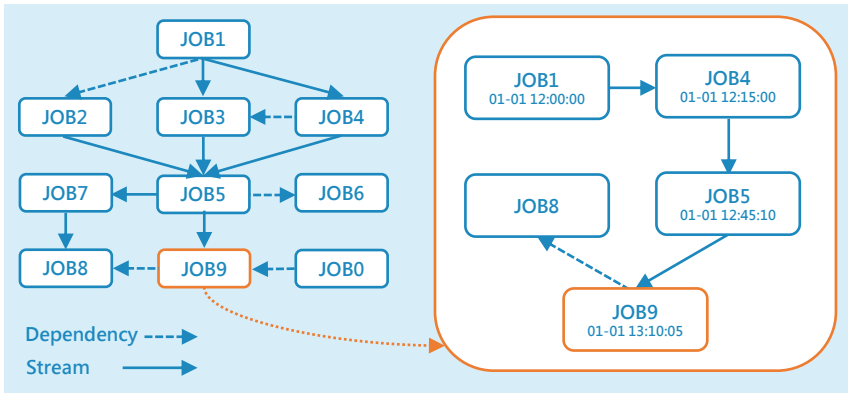 JOB1
JOB2
JOB3
JOB4
JOB7
JOB5
JOB6
JOB8
JOB9
JOB0
Dependency
Stream
JOB1
01-01 12:00:00
JOB4
01-01 12:15:00
JOB8
JOB5
01-01 12:45:10
JOB9
01-01 13:10:05